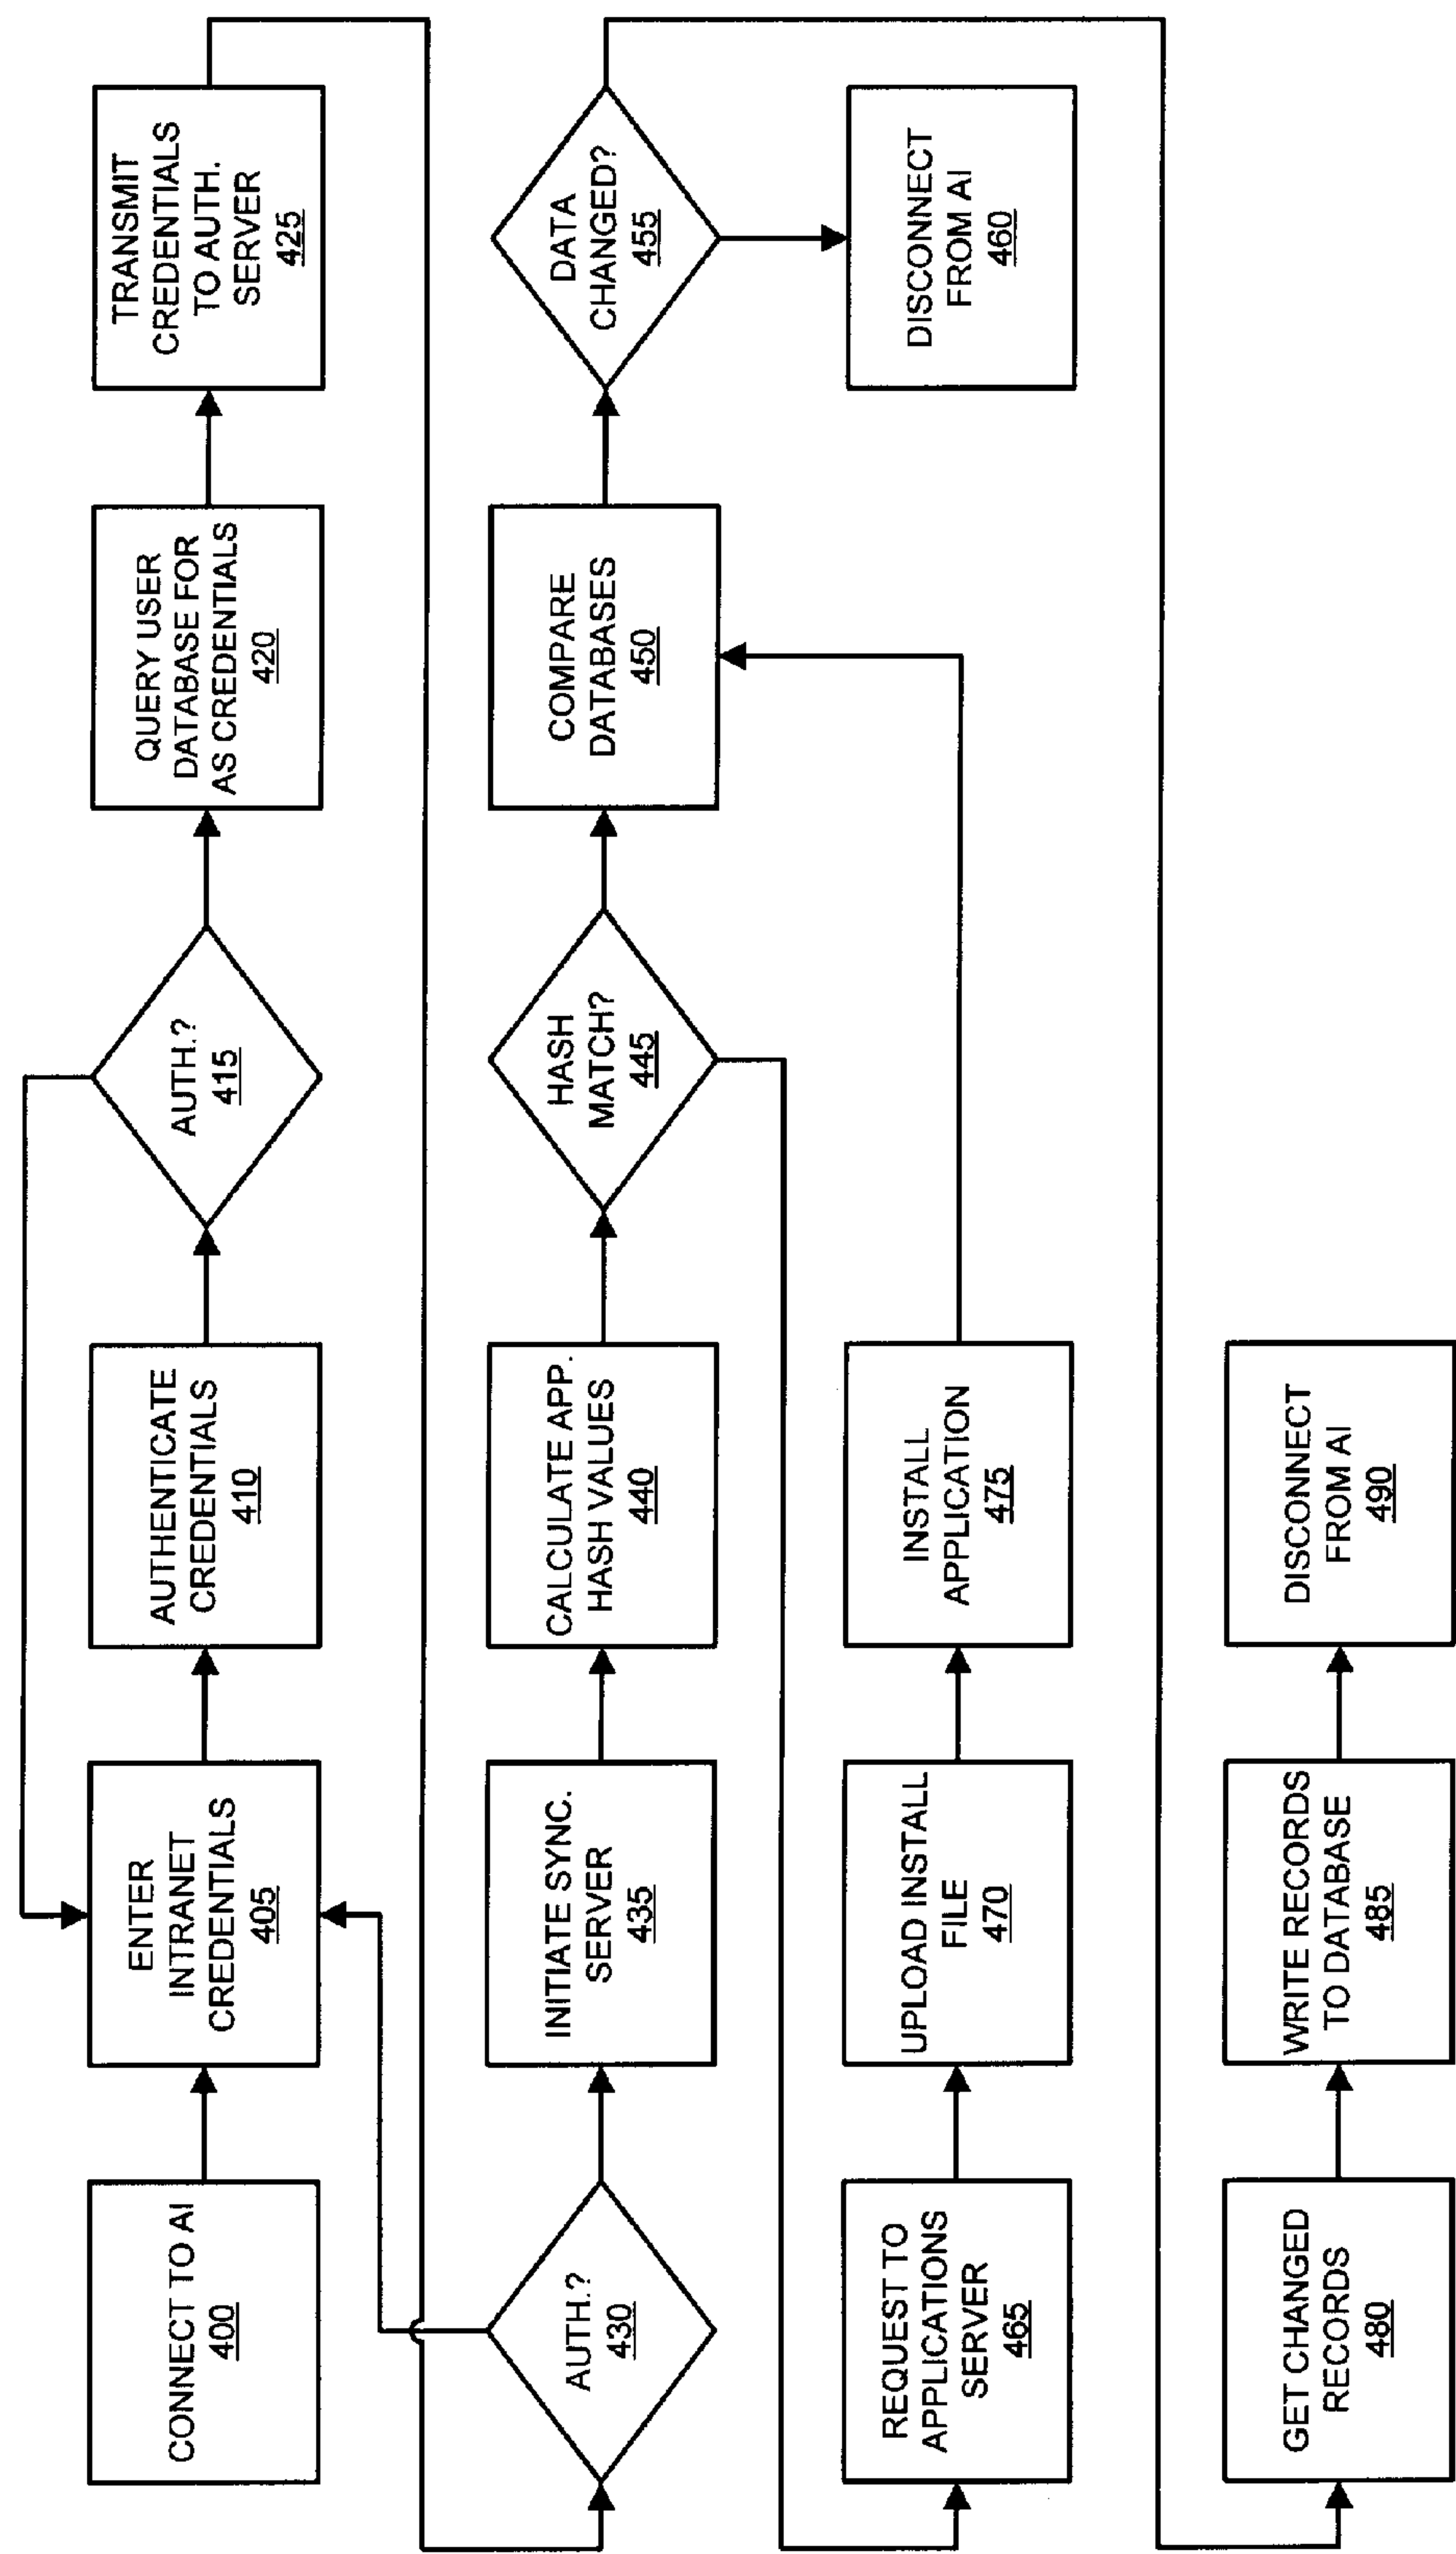 CONNECT TO AI
400
ENTER
INTRANET
CREDENTIALS
405
AUTHENTICATE
CREDENTIALS
410
AUTH.?
415
QUERY USER
DATABASE FOR
AS CREDENTIALS
420
TRANSMIT
CREDENTIALS
TO AUTH.
SERVER
425
AUTH.?
430
INITIATE SYNC.
SERVER
435
CALCULATE APP.
HASH VALUES
440
HASH
MATCH?
445
COMPARE
DATABASES
450
DATA
CHANGED?
455
DISCONNECT
FROM AI
460
REQUEST TO
APPLICATIONS
SERVER
465
UPLOAD INSTALL
FILE
470
INSTALL
APPLICATION
475
GET CHANGED
RECORDS
480
WRITE RECORDS
TO DATABASE
485
DISCONNECT
FROM AI
490